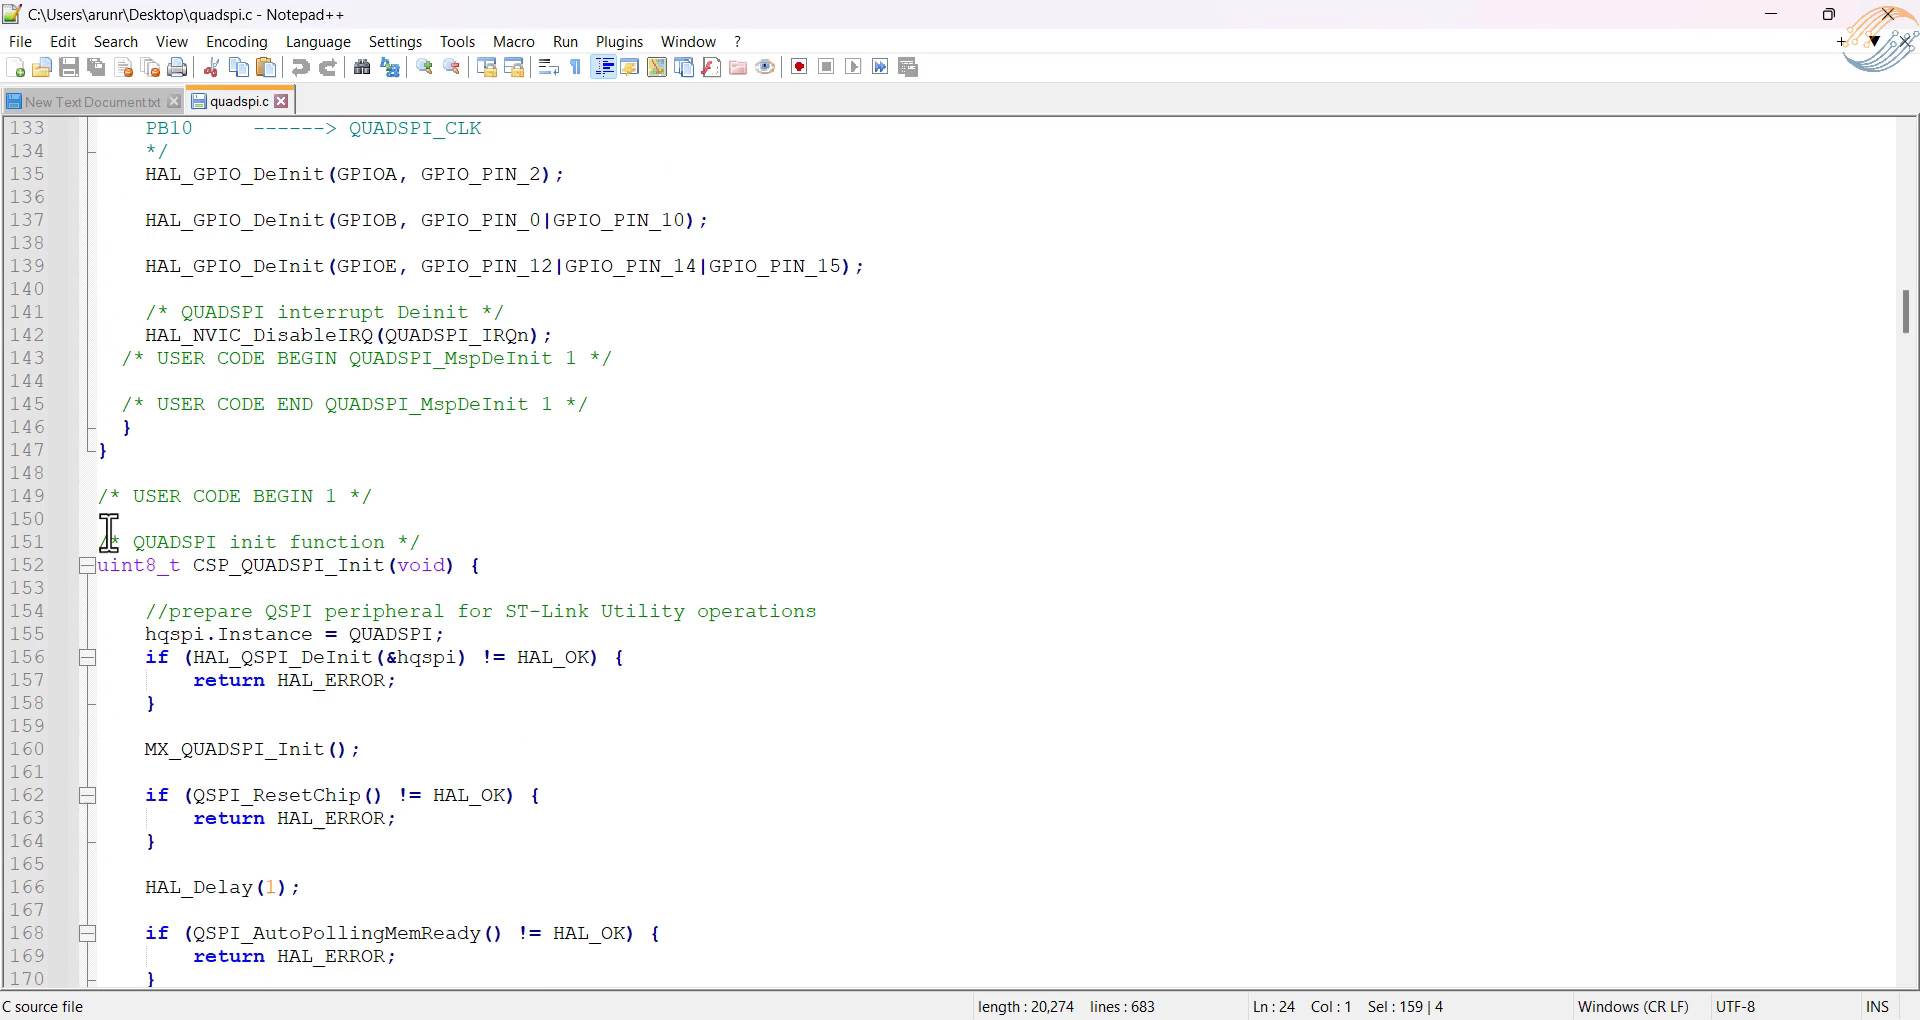 C:\Users\arunr\Desktop\quadspi.c - Notepad++
File Edit Search View Encoding Language Settings Tools Macro Run Plugins Window ?
New Text Document.txt quadspi.c
133 PB10 ------> QUADSPI_CLK
134 */
135 HAL_GPIO_DeInit(GPIOA, GPIO_PIN_2);
136
137 HAL_GPIO_DeInit(GPIOB, GPIO_PIN_0|GPIO_PIN_10);
138
139 HAL_GPIO_DeInit(GPIOE, GPIO_PIN_12|GPIO_PIN_14|GPIO_PIN_15);
140
141 /* QUADSPI interrupt Deinit */
142 HAL_NVIC_DisableIRQ(QUADSPI_IRQn);
143 /* USER CODE BEGIN QUADSPI_MspDeInit 1 */
144
145 /* USER CODE END QUADSPI_MspDeInit 1 */
146 }
147 }
148
149 /* USER CODE BEGIN 1 */
150
151 /* QUADSPI init function */
152 uint8_t CSP_QUADSPI_Init(void) {
153
154 //prepare QSPI peripheral for ST-Link Utility operations
155 hqspi.Instance = QUADSPI;
156 if (HAL_QSPI_DeInit(&hqspi) != HAL_OK) {
157 return HAL_ERROR;
158 }
159
160 MX_QUADSPI_Init();
161
162 if (QSPI_ResetChip() != HAL_OK) {
163 return HAL_ERROR;
164 }
165
166 HAL_Delay(1);
167
168 if (QSPI_AutoPollingMemReady() != HAL_OK) {
169 return HAL_ERROR;
170 }
C source file length : 20,274 lines : 683 Ln : 24 Col : 1 Sel : 159 | 4 Windows (CR LF) UTF-8 INS